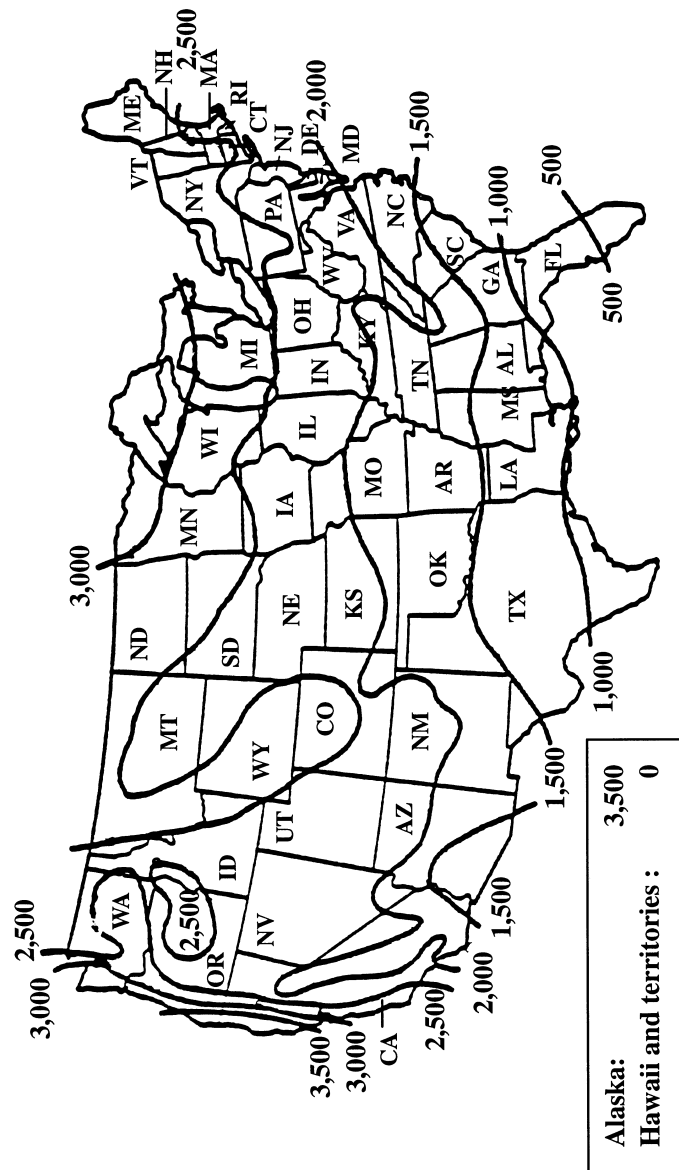 3,000
2,500
WA
OR
2,500
ID
NV
UT
AZ
MT
WY
CO
NM
ND
SD
NE
KS
OK
TX
3,000
MN
IA
MO
AR
LA
WI
IL
MI
IN
OH
KY
TN
MS
AL
GA
FL
SC
NC
VA
WV
PA
NY
VT
ME
NH
2,500
MA
RI
CT
NJ
DE
2,000
MD
1,500
1,000
500
500
3,500
3,000
CA
2,500
2,000
1,500
1,500
1,500
1,000
Alaska: 3,500
Hawaii and territories : 0